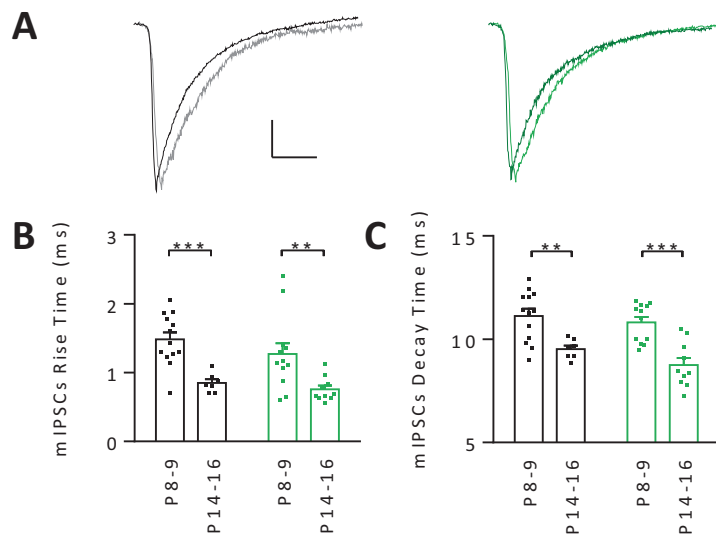 A
B
mIPSCs Rise Time (ms)
3
2
1
0
***
**
P8-9
P14-16
P8-9
P14-16
C
mIPSCs Decay Time (ms)
15
10
5
**
***
P8-9
P14-16
P8-9
P14-16